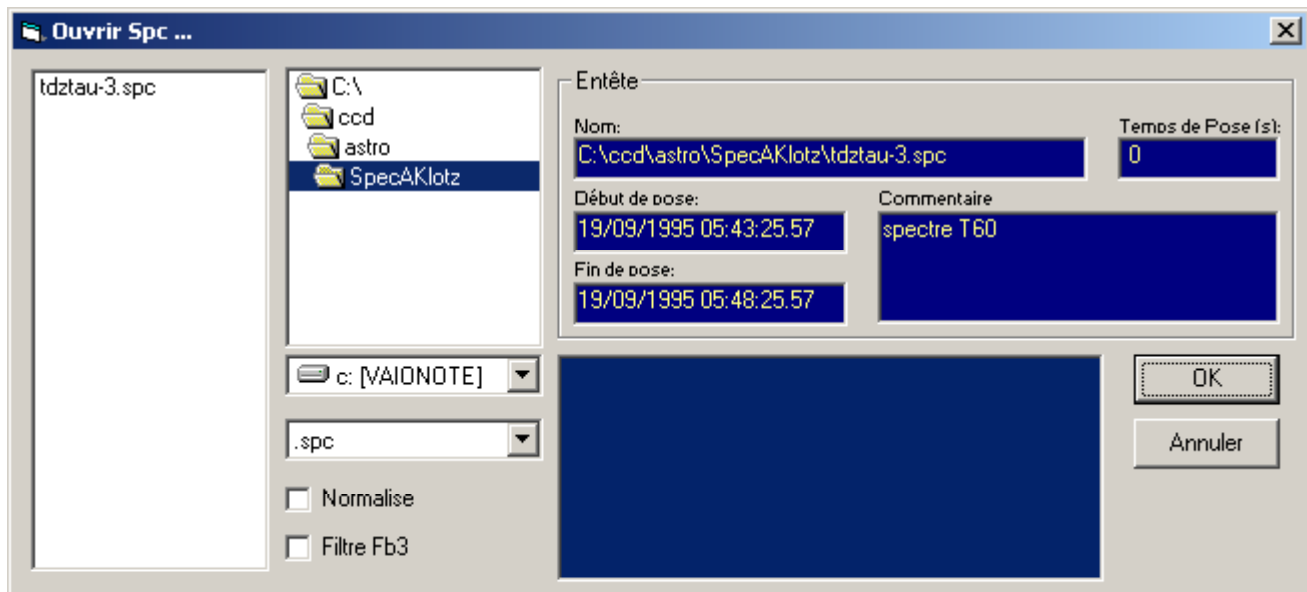 Ouvrir Spc ...
tdztau-3.spc
C:\
ccd
astro
SpecAKlotz
c: [VAIONOTE]
.spc
Normalise
Filtre Fb3
Entête
Nom:
C:\ccd\astro\SpecAKlotz\tdztau-3.spc
Temps de Pose (s):
0
Début de pose:
19/09/1995 05:43:25.57
Fin de pose:
19/09/1995 05:48:25.57
Commentaire
spectre T60
OK
Annuler